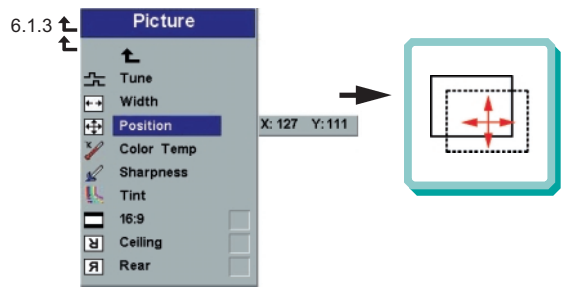 6.1.3
Picture
Tune
Width
Position X: 127 Y: 111
Color Temp
Sharpness
Tint
16:9
Ceiling
Rear